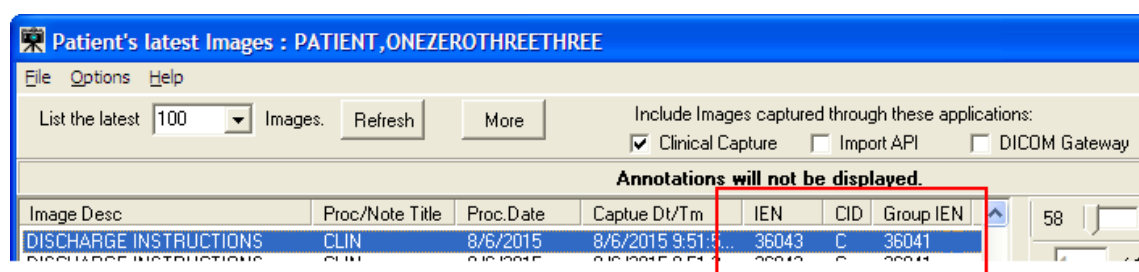 Patient's latest Images : PATIENT,ONEZEROTHREETHREE
File Options Help
List the latest 100 Images. Refresh More Include Images captured through these applications:
Clinical Capture Import API DICOM Gateway
Annotations will not be displayed.
Image Desc Proc/Note Title Proc.Date Captue Dt/Tm IEN CID Group IEN 58
DISCHARGE INSTRUCTIONS CLIN 8/6/2015 8/6/2015 9:51:5... 36043 C 36041